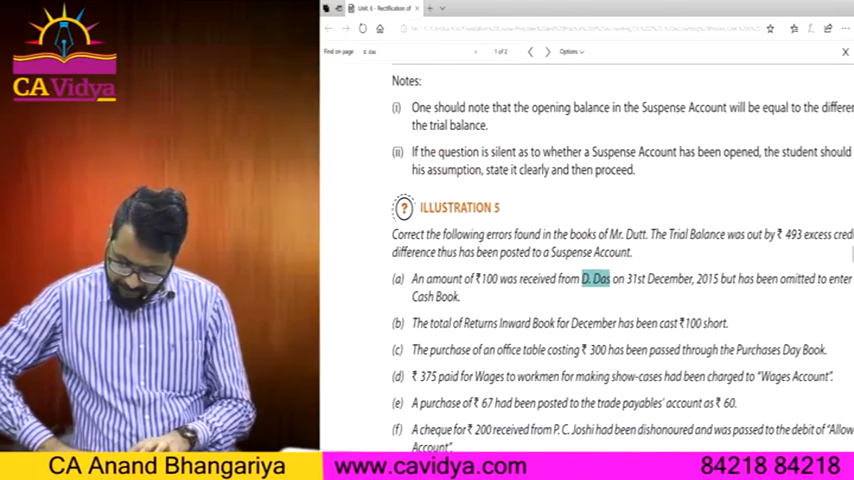 CA Vidya
Unit 6 - Rectification of
Find on page
d das
1 of 2
Options
Notes:
(i) One should note that the opening balance in the Suspense Account will be equal to the differe
the trial balance.
(ii) If the question is silent as to whether a Suspense Account has been opened, the student should
his assumption, state it clearly and then proceed.
? ILLUSTRATION 5
Correct the following errors found in the books of Mr. Dutt. The Trial Balance was out by ₹ 493 excess cred
difference thus has been posted to a Suspense Account.
(a) An amount of ₹100 was received from D. Das on 31st December, 2015 but has been omitted to enter
Cash Book.
(b) The total of Returns Inward Book for December has been cast ₹100 short.
(c) The purchase of an office table costing ₹ 300 has been passed through the Purchases Day Book.
(d) ₹ 375 paid for Wages to workmen for making show-cases had been charged to “Wages Account”.
(e) A purchase of ₹ 67 had been posted to the trade payables’ account as ₹ 60.
(f) A cheque for ₹ 200 received from P. C. Joshi had been dishonoured and was passed to the debit of “Allow
Account”.
CA Anand Bhangariya
www.cavidya.com
84218 84218